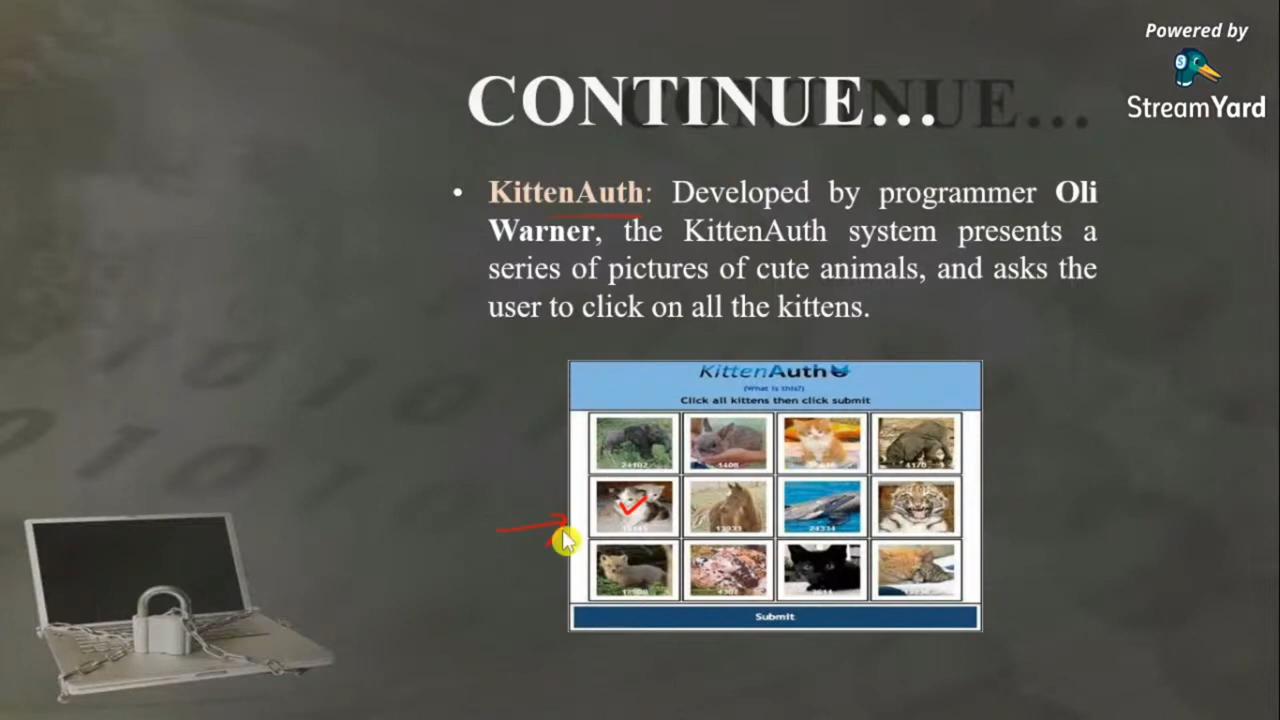 Powered by
StreamYard
CONTINUE...
• KittenAuth: Developed by programmer Oli
Warner, the KittenAuth system presents a
series of pictures of cute animals, and asks the
user to click on all the kittens.
KittenAuth
(What is this?)
Click all kittens then click submit
Submit